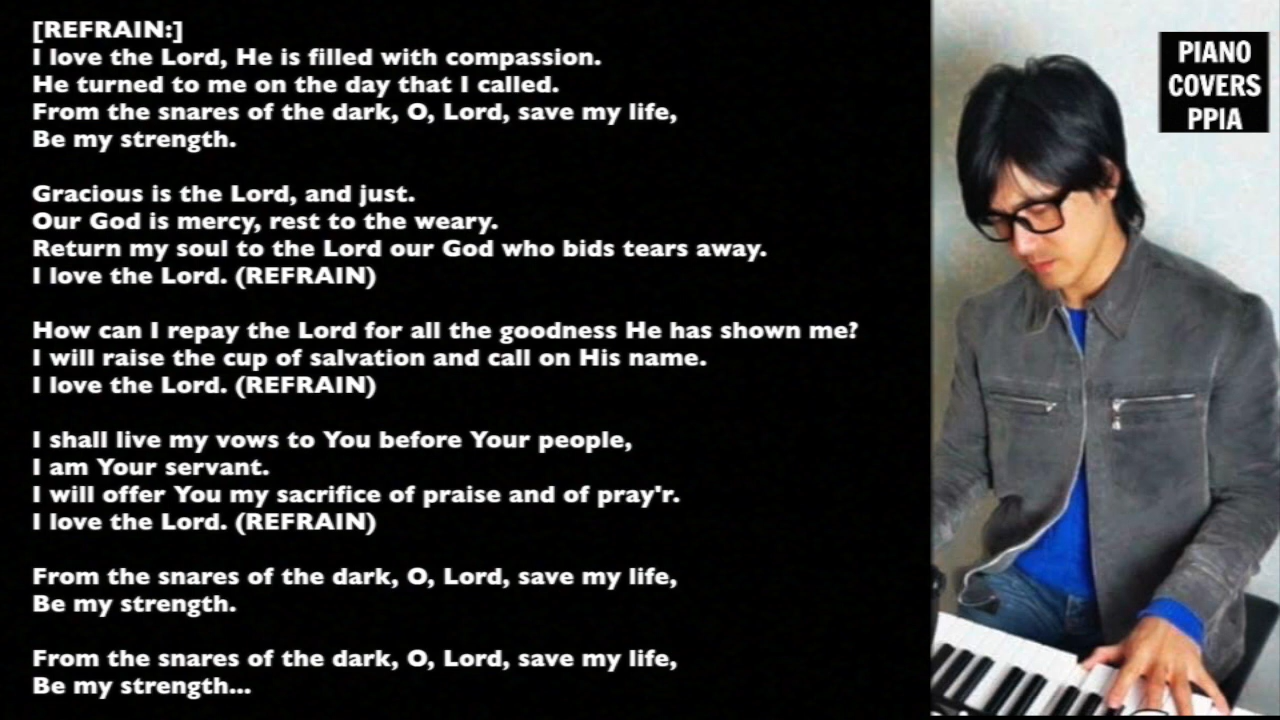 [REFRAIN:]
I love the Lord, He is filled with compassion.
He turned to me on the day that I called.
From the snares of the dark, O, Lord, save my life,
Be my strength.
Gracious is the Lord, and just.
Our God is mercy, rest to the weary.
Return my soul to the Lord our God who bids tears away.
I love the Lord. (REFRAIN)
How can I repay the Lord for all the goodness He has shown me?
I will raise the cup of salvation and call on His name.
I love the Lord. (REFRAIN)
I shall live my vows to You before Your people,
I am Your servant.
I will offer You my sacrifice of praise and of pray'r.
I love the Lord. (REFRAIN)
From the snares of the dark, O, Lord, save my life,
Be my strength.
From the snares of the dark, O, Lord, save my life,
Be my strength...
PIANO
COVERS
PPIA